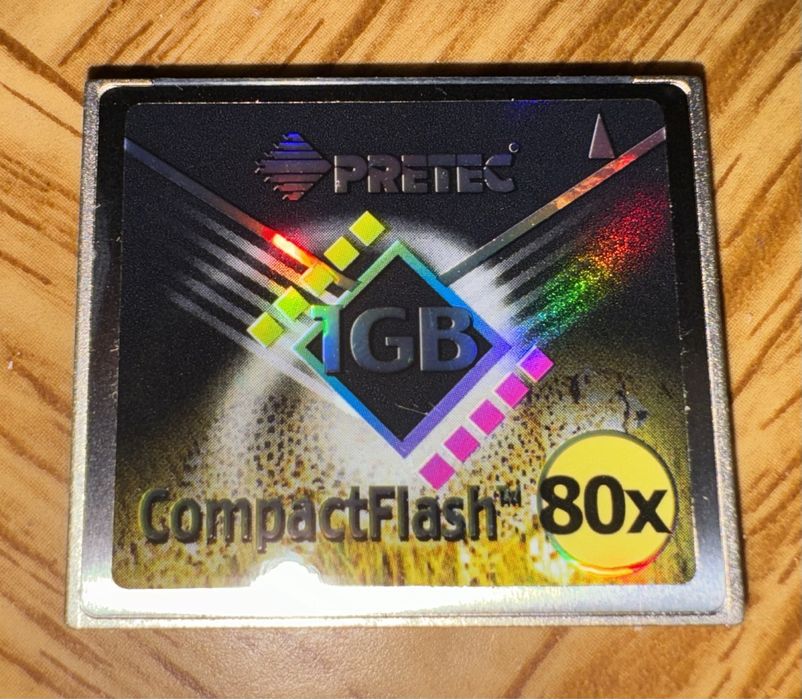 PRETEC
1GB
CompactFlash™
80x